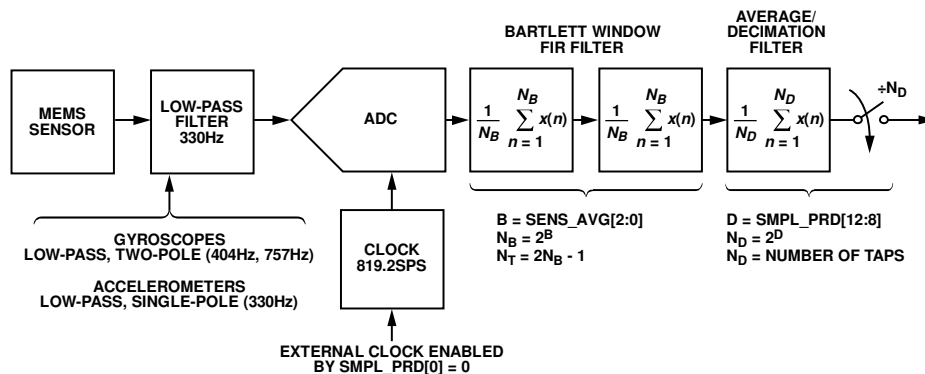 BARTLETT WINDOW
FIR FILTER
AVERAGE/
DECIMATION
FILTER
MEMS
SENSOR
LOW-PASS
FILTER
330Hz
ADC
1/N_B N_B ∑ n = 1 x(n)
1/N_B N_B ∑ n = 1 x(n)
1/N_D N_D ∑ n = 1 x(n)
÷N_D
GYROSCOPES
LOW-PASS, TWO-POLE (404Hz, 757Hz)
ACCELEROMETERS
LOW-PASS, SINGLE-POLE (330Hz)
CLOCK
819.2SPS
B = SENS_AVG[2:0]
N_B = 2^B
N_T = 2N_B - 1
D = SMPL_PRD[12:8]
N_D = 2^D
N_D = NUMBER OF TAPS
EXTERNAL CLOCK ENABLED
BY SMPL_PRD[0] = 0